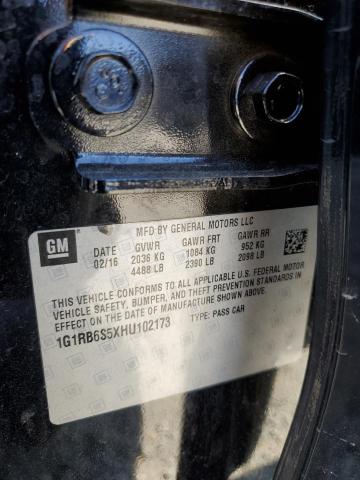 MFD BY GENERAL MOTORS LLC
GM
DATE GVWR GAWR FRT GAWR RR
02/16 2036 KG 1084 KG 952 KG
4488 LB 2390 LB 2098 LB
THIS VEHICLE CONFORMS TO ALL APPLICABLE U.S. FEDERAL MOTOR
VEHICLE SAFETY, BUMPER, AND THEFT PREVENTION STANDARDS
IN EFFECT ON THE DATE OF MANUFACTURE SHOWN ABOVE.
1G1RB6S5XHU102173 TYPE: PASS CAR